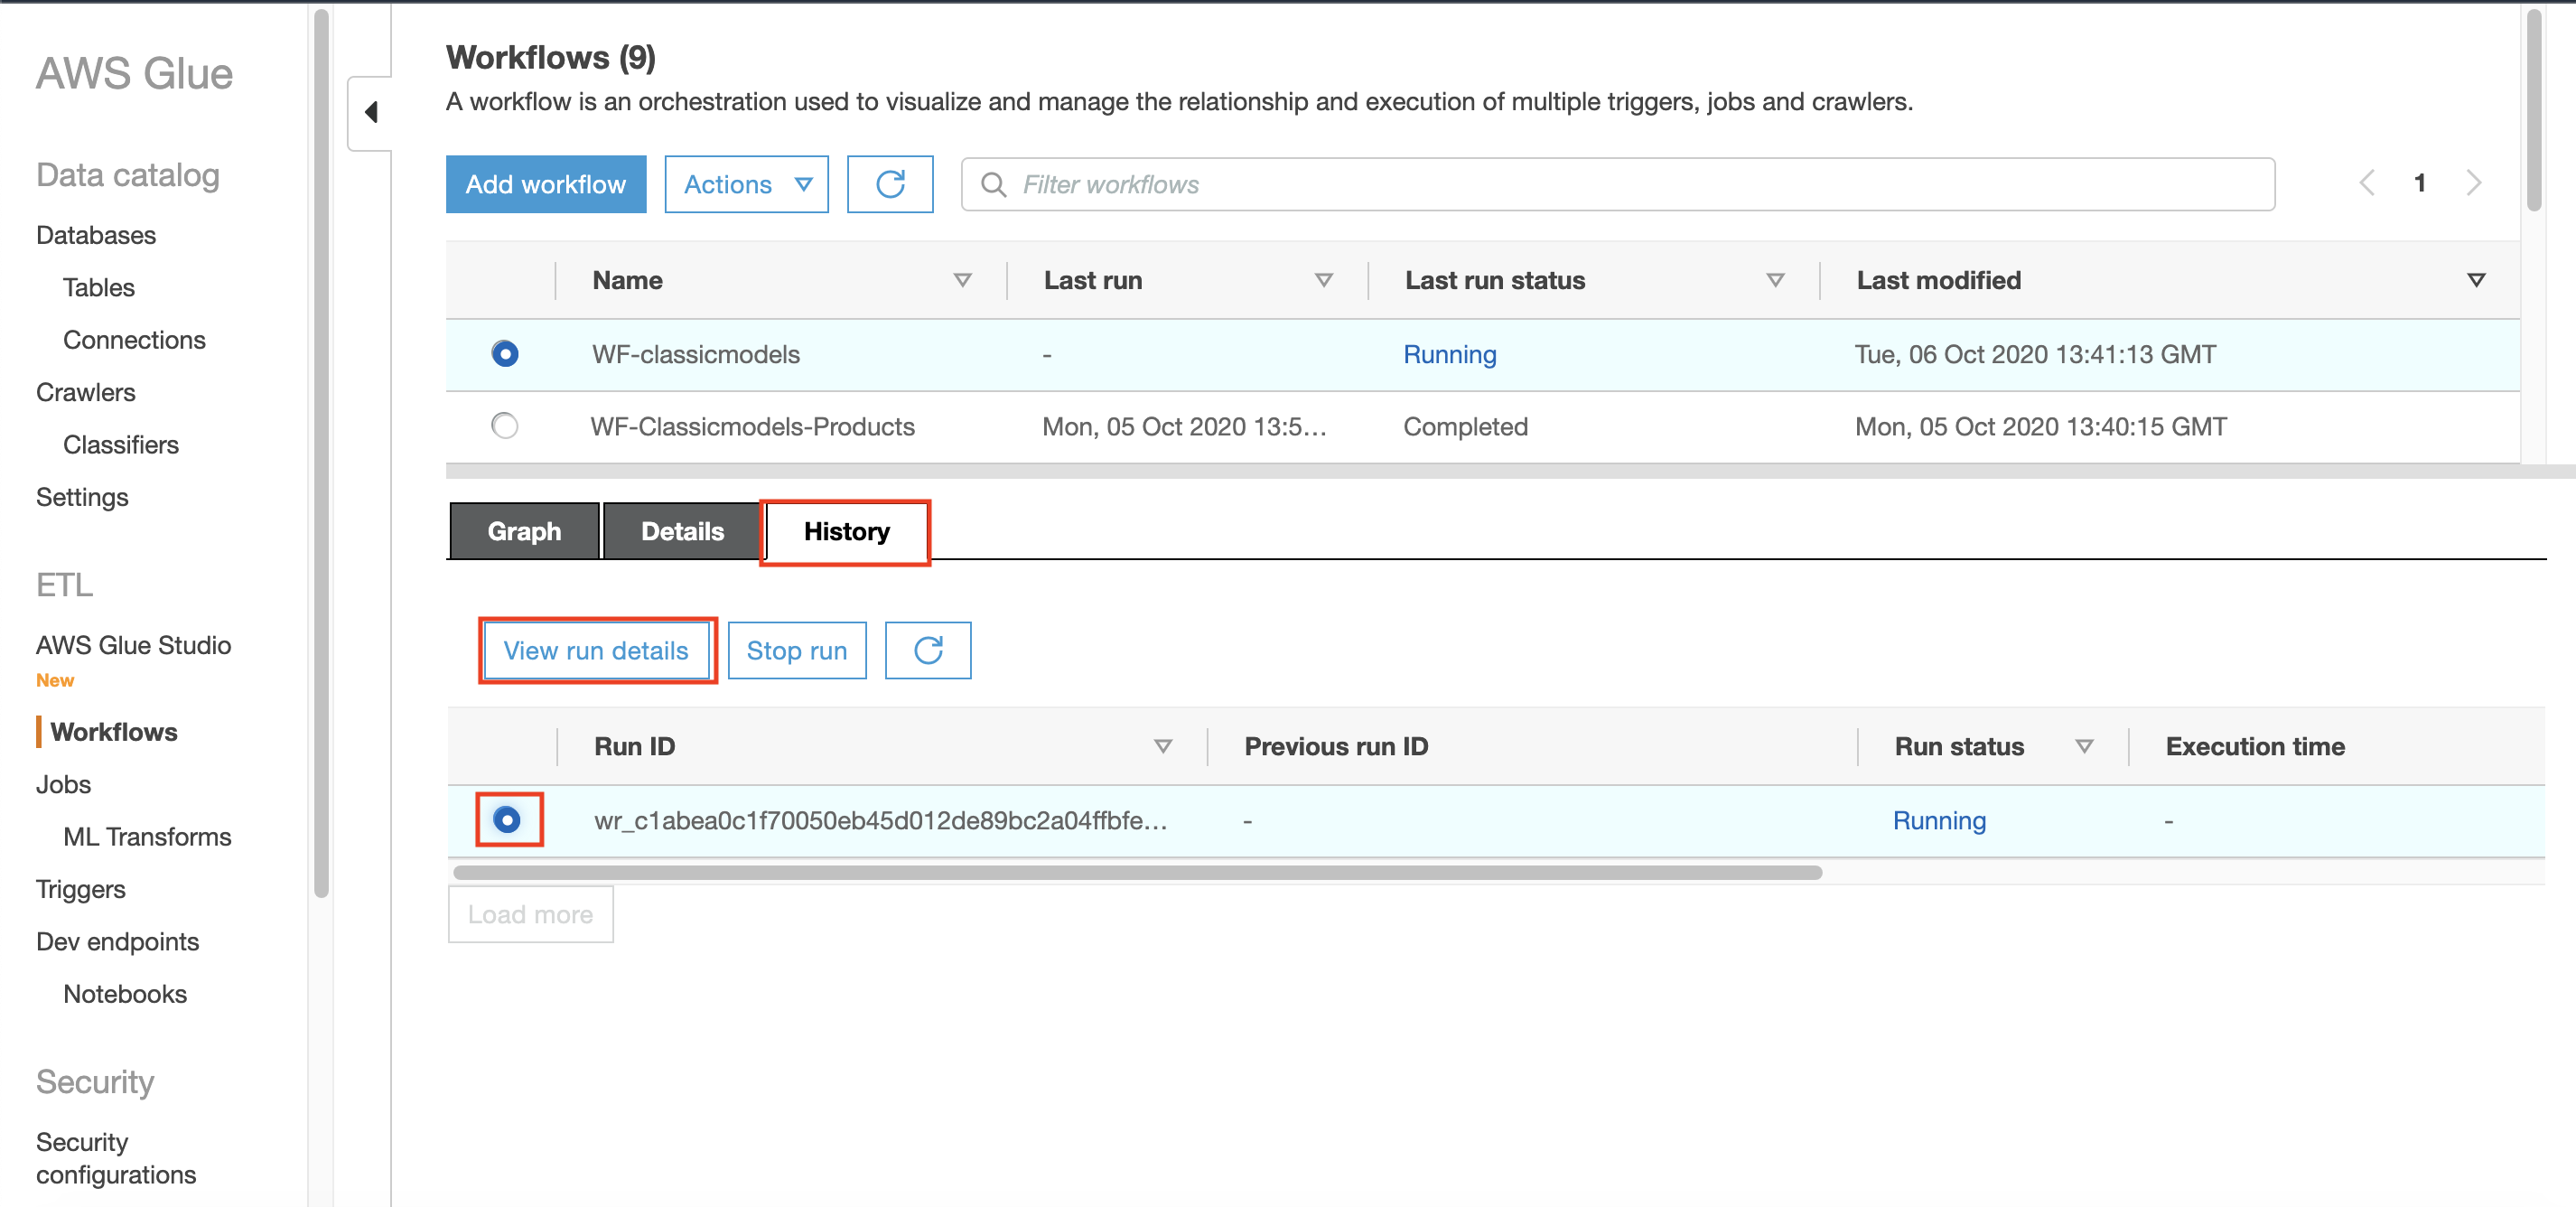 AWS Glue
Data catalog
Databases
Tables
Connections
Crawlers
Classifiers
Settings
ETL
AWS Glue Studio
New
Workflows
Jobs
ML Transforms
Triggers
Dev endpoints
Notebooks
Security
Security
configurations
Workflows (9)
A workflow is an orchestration used to visualize and manage the relationship and execution of multiple triggers, jobs and crawlers.
Add workflow Actions Filter workflows 1
Name Last run Last run status Last modified
WF-classicmodels - Running Tue, 06 Oct 2020 13:41:13 GMT
WF-Classicmodels-Products Mon, 05 Oct 2020 13:5... Completed Mon, 05 Oct 2020 13:40:15 GMT
Graph Details History
View run details Stop run
Run ID Previous run ID Run status Execution time
wr_c1abea0c1f70050eb45d012de89bc2a04ffbfe... - Running -
Load more